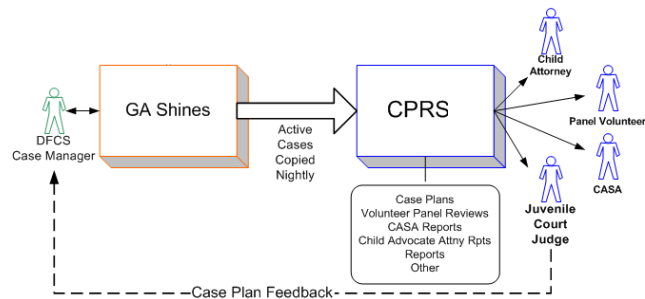 GA Shines
CPRS
DFCS
Case Manager
Active
Cases
Copied
Nightly
Child
Attorney
Panel Volunteer
CASA
Juvenile
Court
Judge
Case Plans
Volunteer Panel Reviews
CASA Reports
Child Advocate Attny Rpts
Reports
Other
Case Plan Feedback